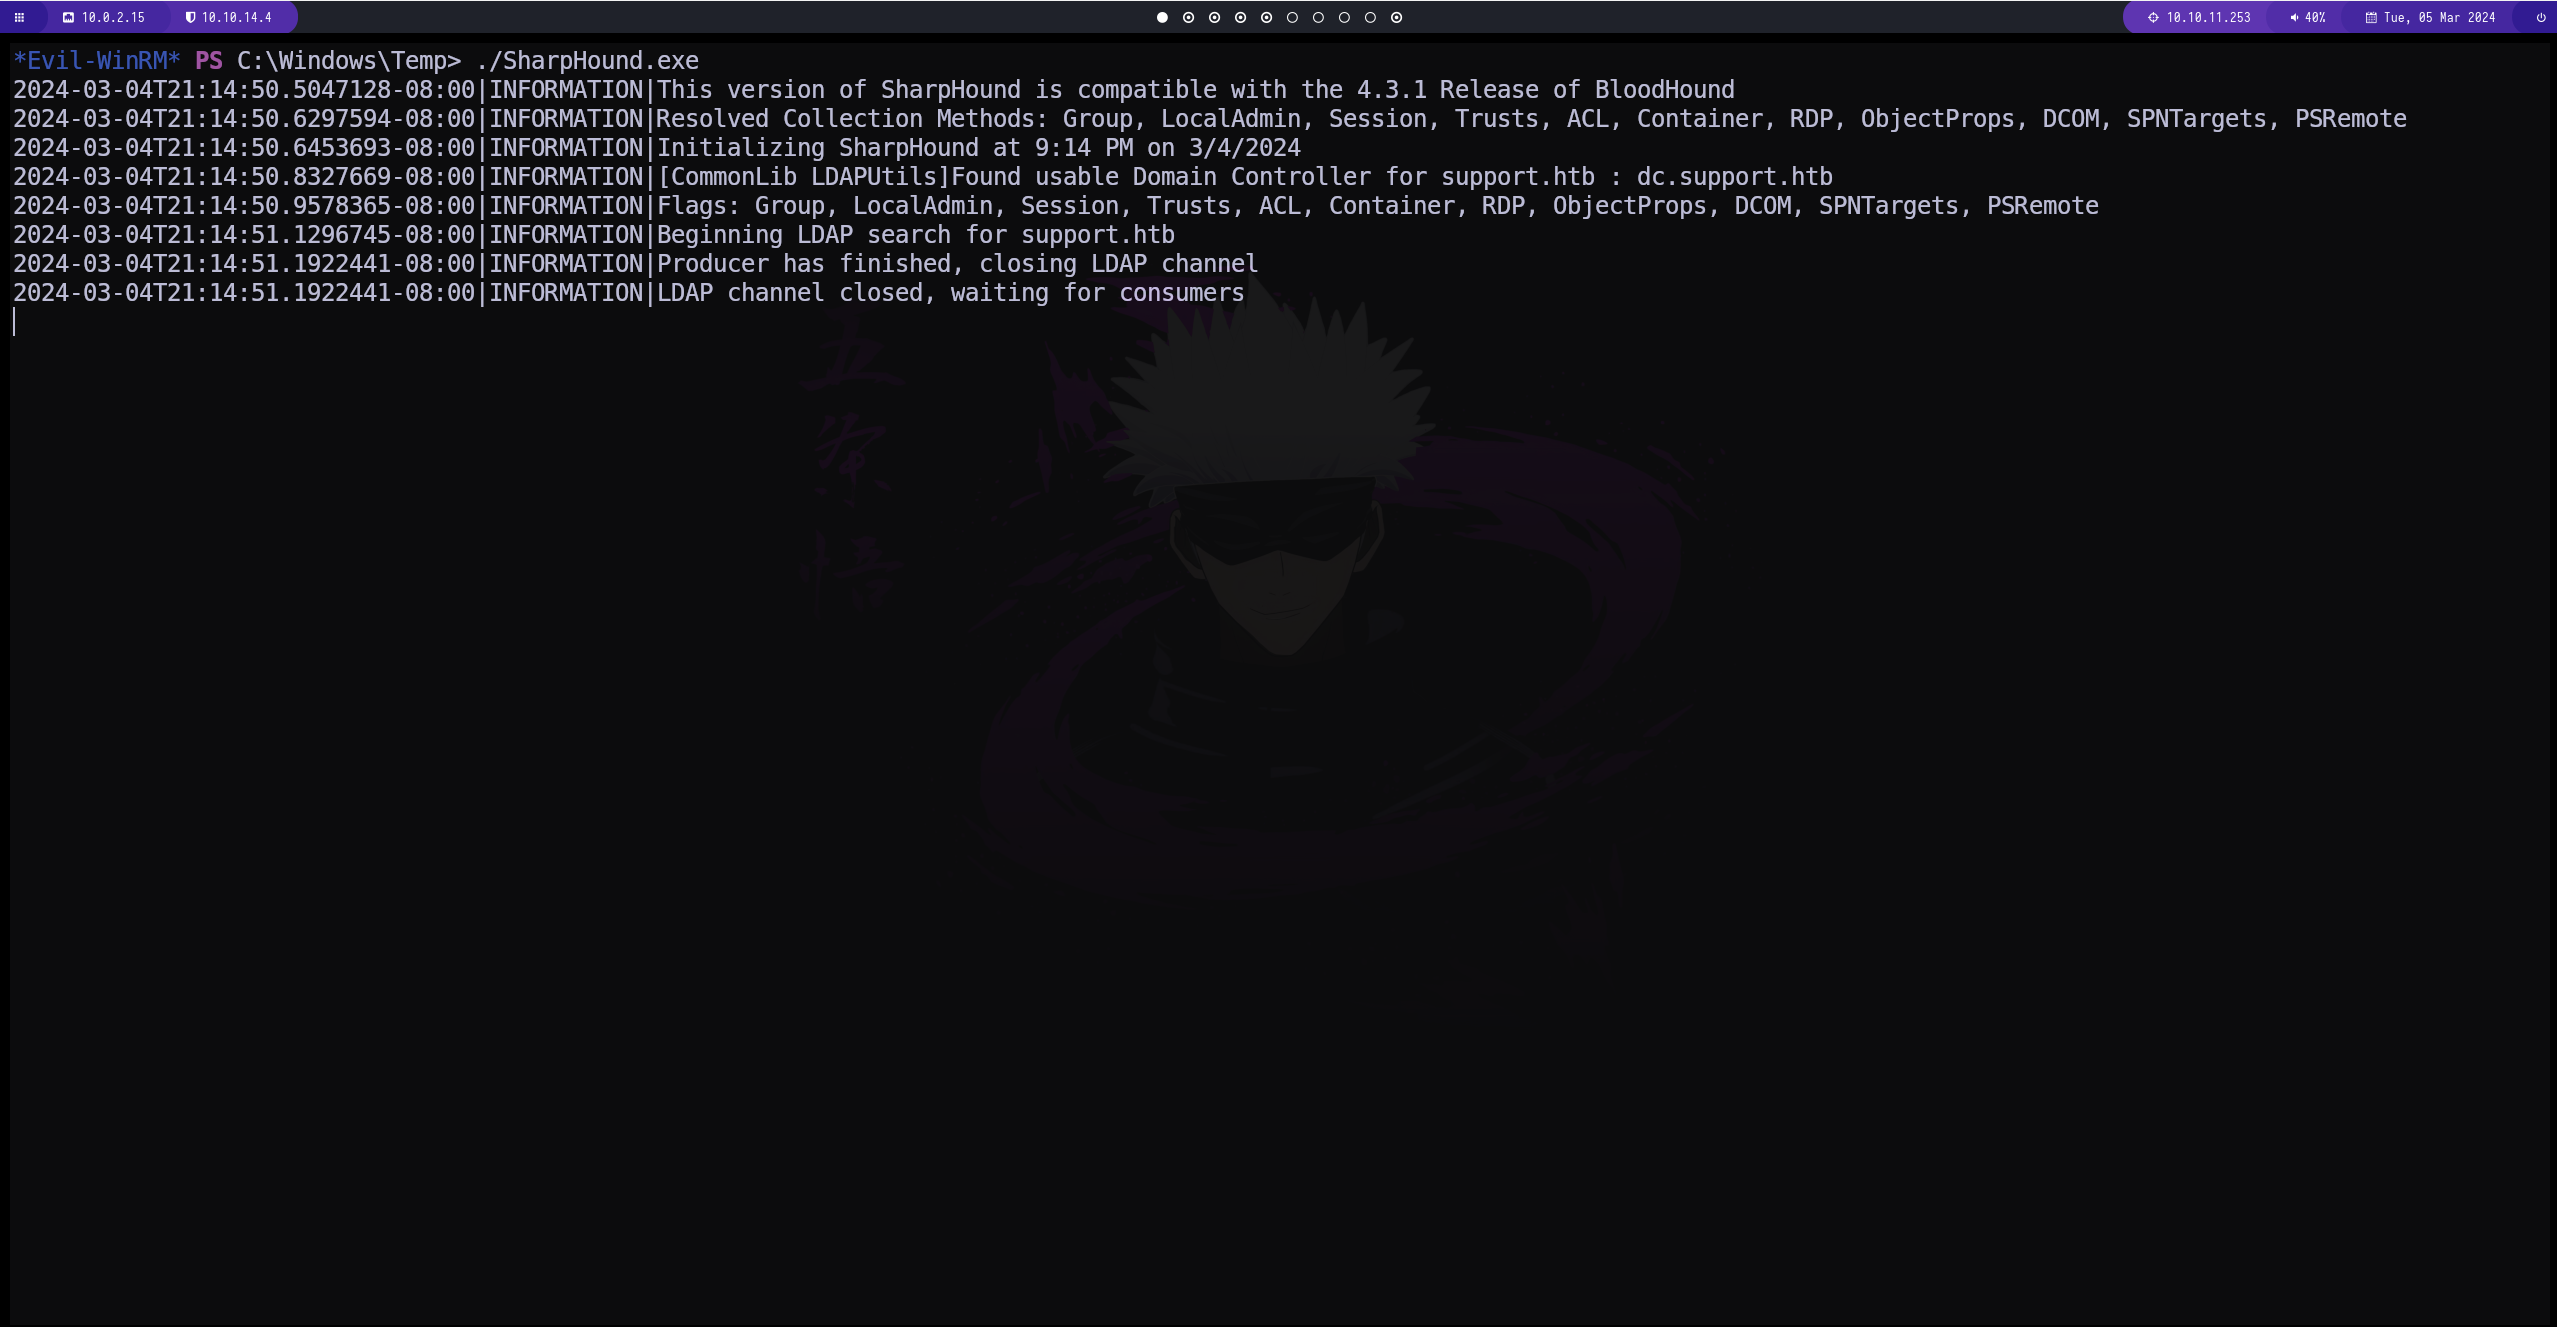 10.0.2.15 10.10.14.4 10.10.11.253 40% Tue, 05 Mar 2024
*Evil-WinRM* PS C:\Windows\Temp> ./SharpHound.exe
2024-03-04T21:14:50.5047128-08:00|INFORMATION|This version of SharpHound is compatible with the 4.3.1 Release of BloodHound
2024-03-04T21:14:50.6297594-08:00|INFORMATION|Resolved Collection Methods: Group, LocalAdmin, Session, Trusts, ACL, Container, RDP, ObjectProps, DCOM, SPNTargets, PSRemote
2024-03-04T21:14:50.6453693-08:00|INFORMATION|Initializing SharpHound at 9:14 PM on 3/4/2024
2024-03-04T21:14:50.8327669-08:00|INFORMATION|[CommonLib LDAPUtils]Found usable Domain Controller for support.htb : dc.support.htb
2024-03-04T21:14:50.9578365-08:00|INFORMATION|Flags: Group, LocalAdmin, Session, Trusts, ACL, Container, RDP, ObjectProps, DCOM, SPNTargets, PSRemote
2024-03-04T21:14:51.1296745-08:00|INFORMATION|Beginning LDAP search for support.htb
2024-03-04T21:14:51.1922441-08:00|INFORMATION|Producer has finished, closing LDAP channel
2024-03-04T21:14:51.1922441-08:00|INFORMATION|LDAP channel closed, waiting for consumers
五条悟